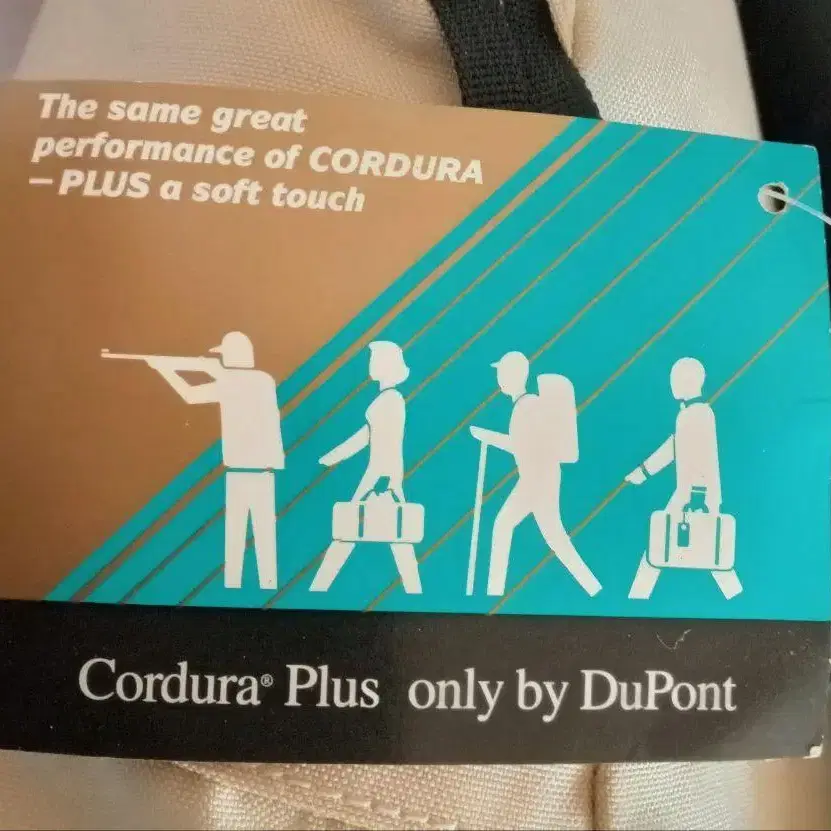 The same great
performance of CORDURA
– PLUS a soft touch
Cordura® Plus only by DuPont